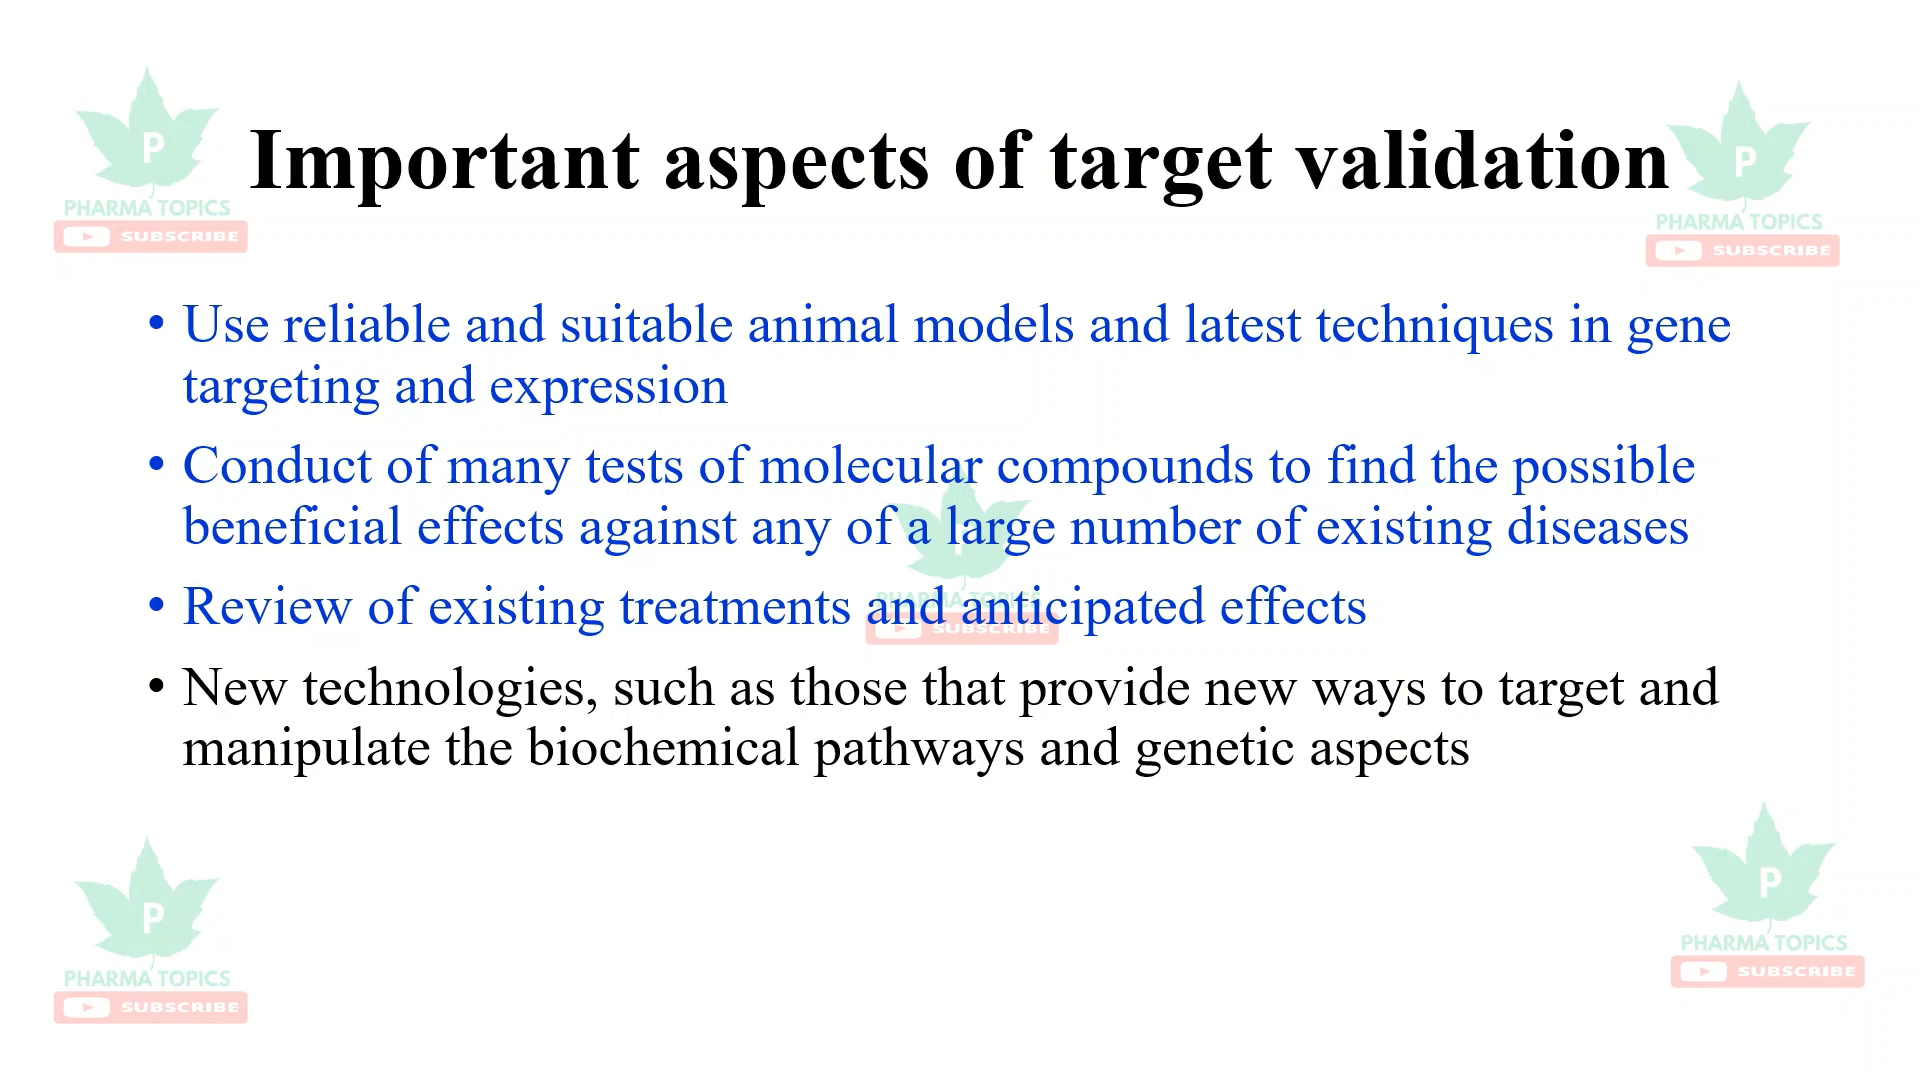 Important aspects of target validation
P
PHARMA TOPICS
SUBSCRIBE
P
PHARMA TOPICS
SUBSCRIBE
• Use reliable and suitable animal models and latest techniques in gene
targeting and expression
• Conduct of many tests of molecular compounds to find the possible
beneficial effects against any of a large number of existing diseases
• Review of existing treatments and anticipated effects
PHARMA TOPICS
SUBSCRIBE
• New technologies, such as those that provide new ways to target and
manipulate the biochemical pathways and genetic aspects
P
PHARMA TOPICS
SUBSCRIBE
P
PHARMA TOPICS
SUBSCRIBE